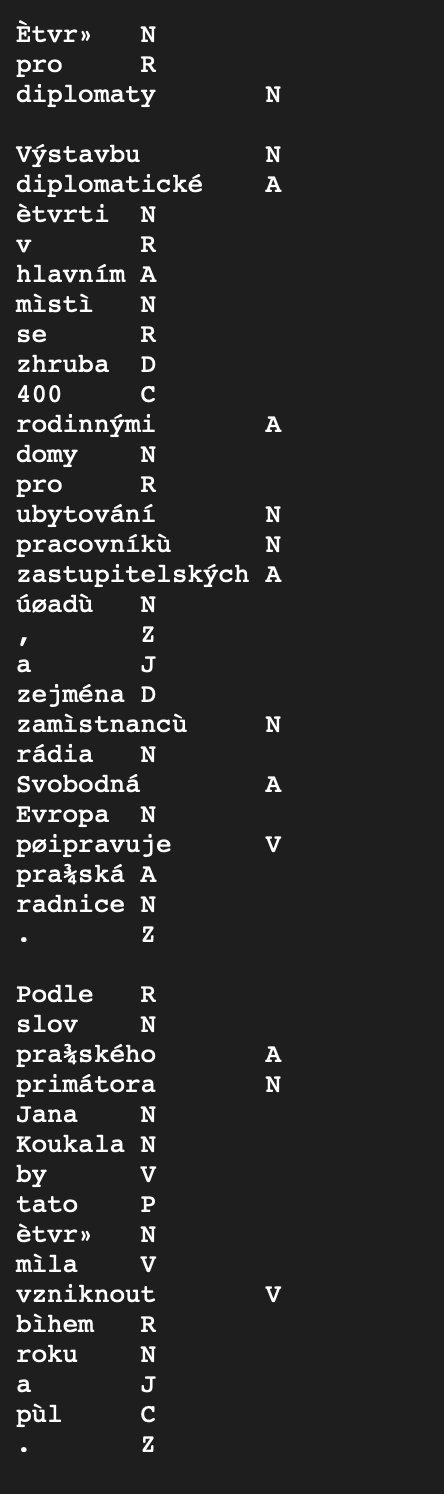 Ètvr» N
pro R
diplomaty N

Výstavbu N
diplomatické A
ètvrti N
v R
hlavním A
mìstì N
se R
zhruba D
400 C
rodinnými A
domy N
pro R
ubytování N
pracovníkù N
zastupitelských A
úøadù N
, Z
a J
zejména D
zamìstnancù N
rádia N
Svobodná A
Evropa N
pøipravuje V
pra¾ská A
radnice N
. Z

Podle R
slov N
pra¾ského A
primátora N
Jana N
Koukala N
by V
tato P
ètvr» N
mìla V
vzniknout V
bìhem R
roku N
a J
pùl C
. Z